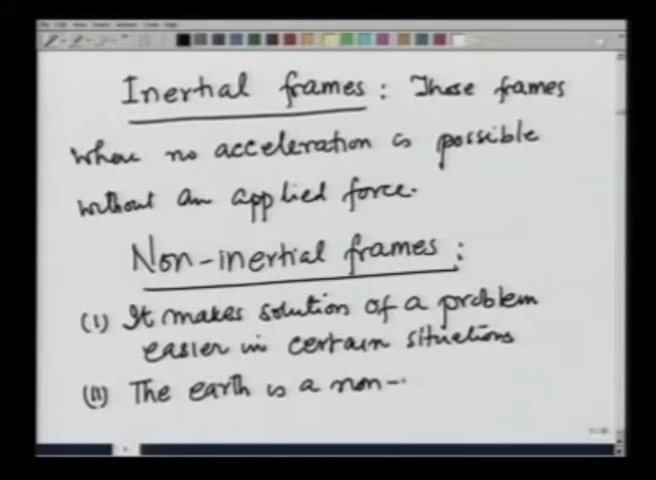 Inertial frames : Those frames
where no acceleration is possible
without an applied force.
Non-inertial frames :
(I) It makes solution of a problem
easier in certain situations
(II) The earth is a non-